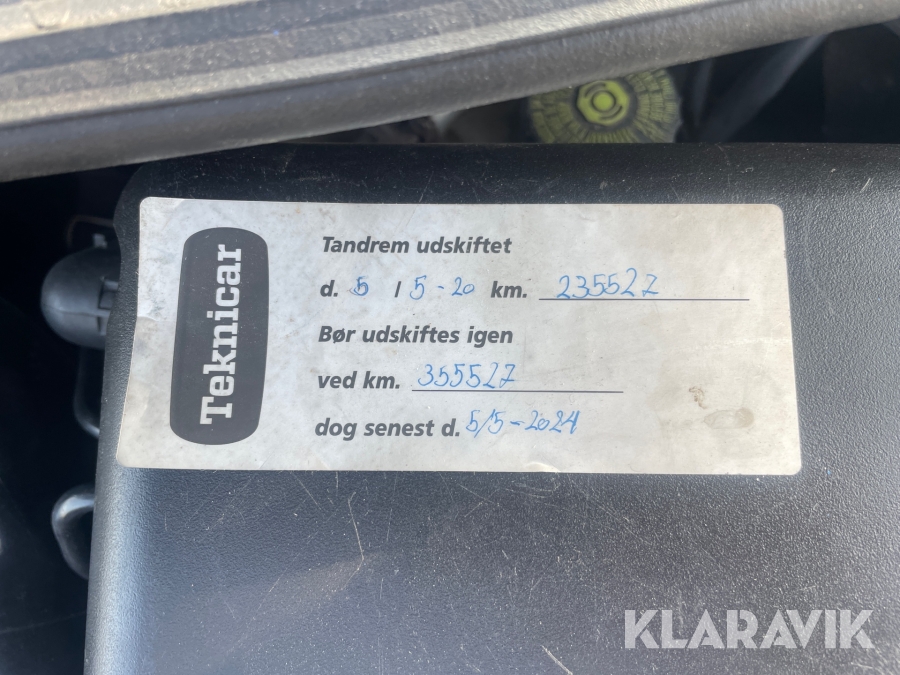 Teknicar
Tandrem udskiftet
d. 5 / 5-20 km. 235527
Bør udskiftes igen
ved km. 355527
dog senest d. 5/5-2024
KLARAVIK